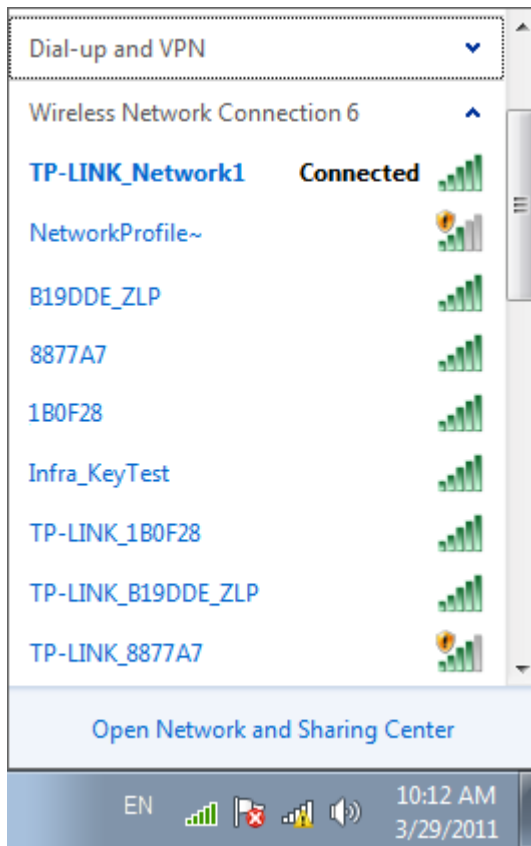 Dial-up and VPN
Wireless Network Connection 6
TP-LINK_Network1 Connected
NetworkProfile~
B19DDE_ZLP
8877A7
1B0F28
Infra_KeyTest
TP-LINK_1B0F28
TP-LINK_B19DDE_ZLP
TP-LINK_8877A7
Open Network and Sharing Center
EN
10:12 AM
3/29/2011